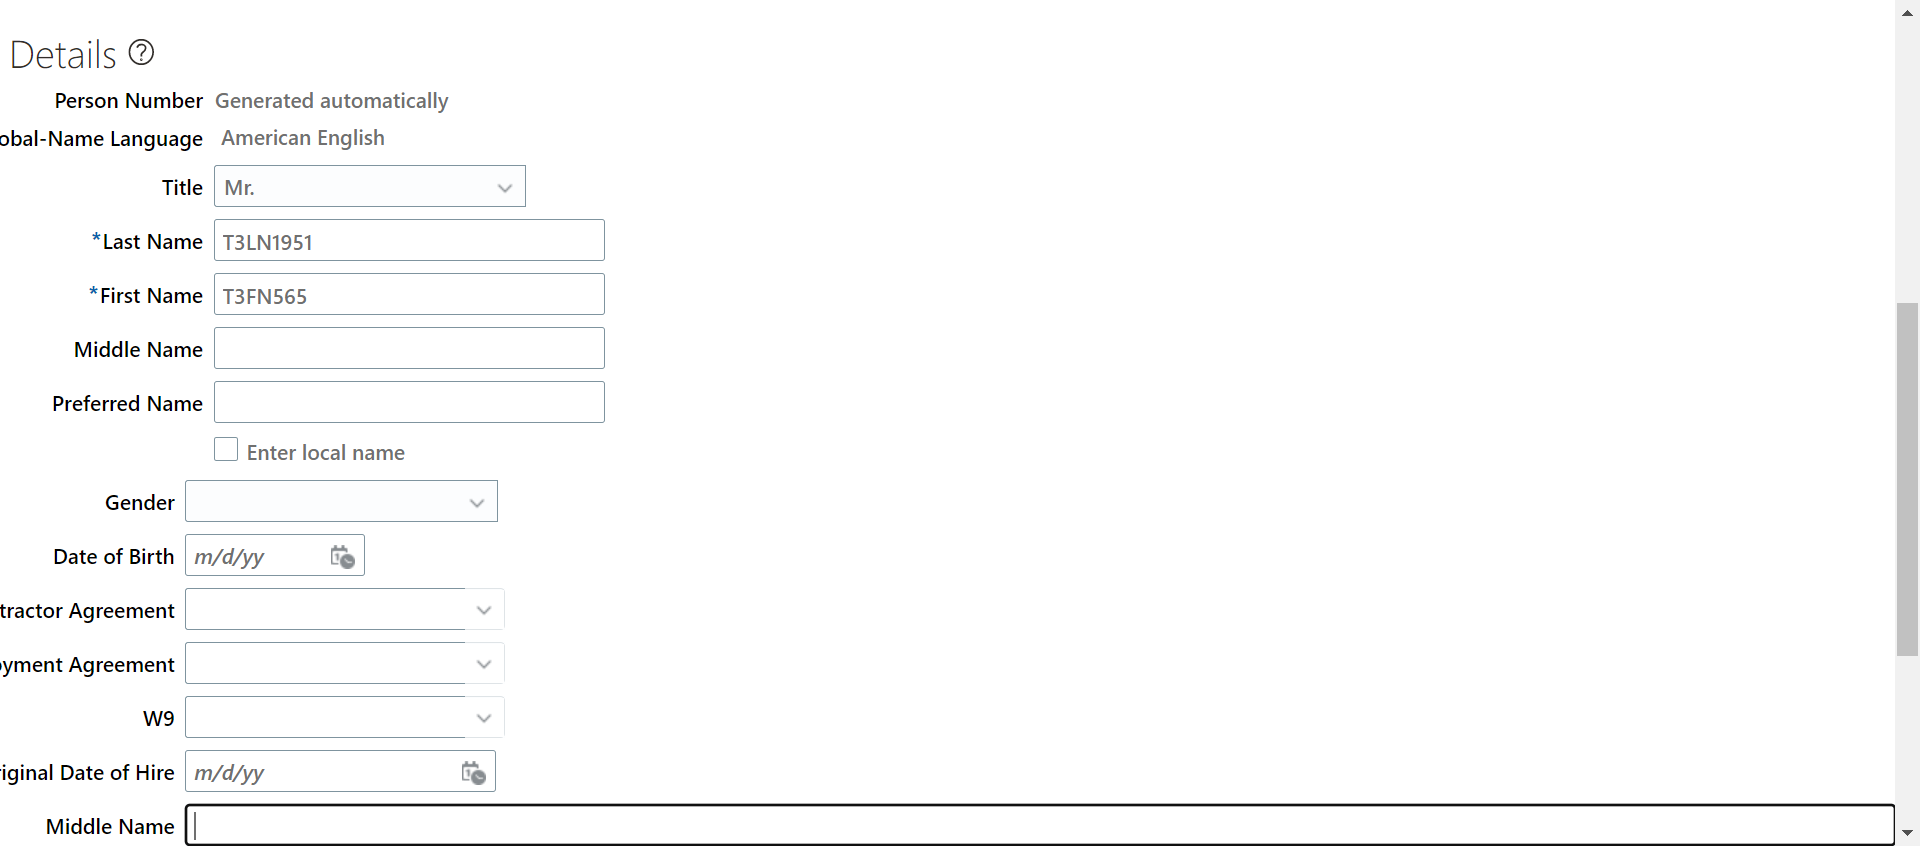 Details
Person Number Generated automatically
obal-Name Language American English
Title Mr.
*Last Name T3LN1951
*First Name T3FN565
Middle Name
Preferred Name
Enter local name
Gender
Date of Birth m/d/yy
tractor Agreement
oyment Agreement
W9
riginal Date of Hire m/d/yy
Middle Name